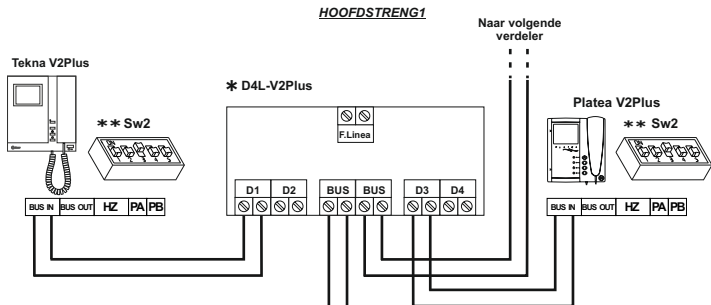 HOOFDSTRENG1
Naar volgende
verdeler
Tekna V2Plus
* D4L-V2Plus
Platea V2Plus
** Sw2
** Sw2
F.Linea
D1 D2 BUS BUS D3 D4
BUS IN BUS OUT HZ PA PB
BUS IN BUS OUT HZ PA PB